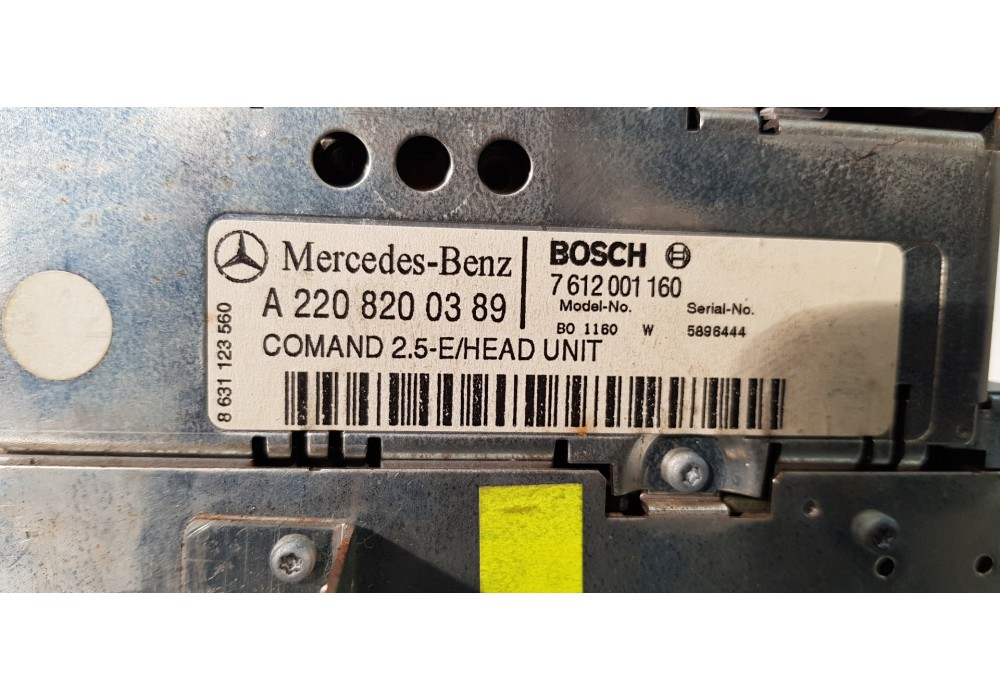 Mercedes-Benz
A 220 820 03 89
COMAND 2.5-E/HEAD UNIT
BOSCH
7 612 001 160
Model-No. Serial-No.
BO 1160 W 5896444
8 631 123 560